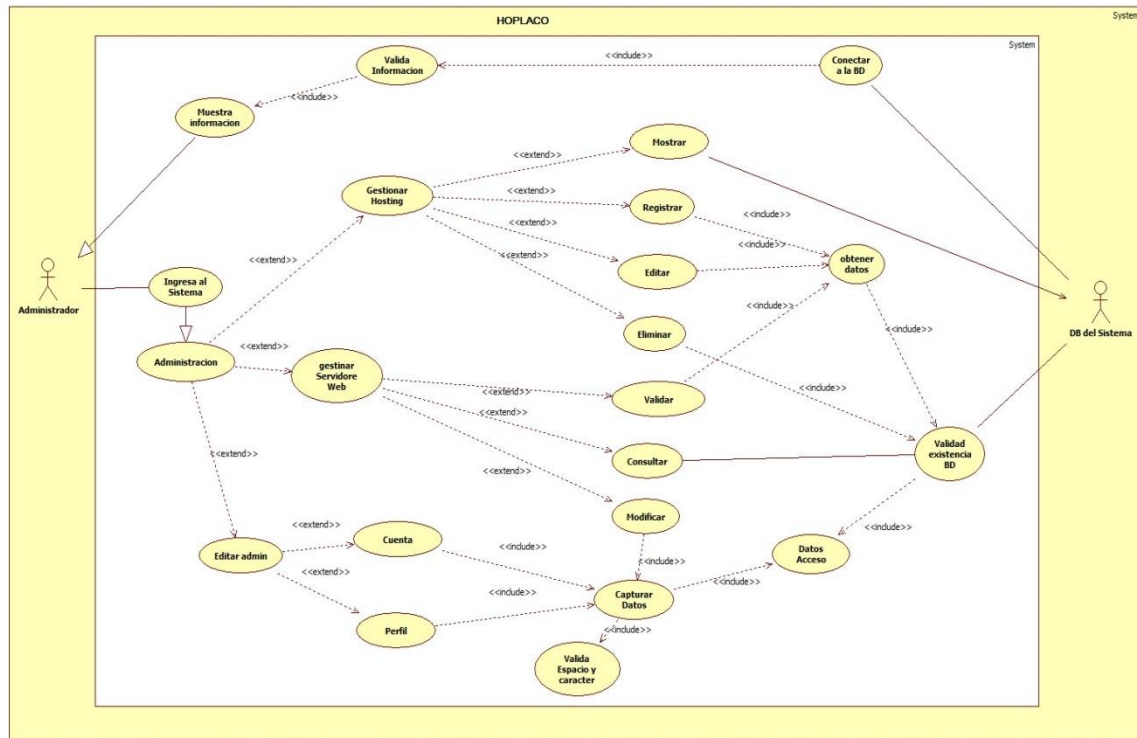 HOPLACO
System
System
Valida
Informacion
<<include>>
Conectar
a la BD
<<include>>
Muestra
informacion
<<extend>>
Mostrar
Gestionar
Hosting
<<extend>>
Registrar
<<extend>>
<<include>>
<<include>>
Editar
obtener
datos
<<extend>>
<<extend>>
Ingresa al
Sistema
Administrador
DB del Sistema
Eliminar
<<include>>
<<include>>
Administracion
<<extend>>
gestinar
Servidore
Web
<<extend>>
Validar
<<include>>
<<extend>>
Consultar
Validad
existencia
BD
<<extend>>
<<extend>>
Modificar
<<extend>>
Cuenta
Editar admin
<<include>>
<<include>>
Datos
Acceso
<<include>>
<<extend>>
<<include>>
<<include>>
Capturar
Datos
Perfil
<<include>>
Valida
Espacio y
caracter